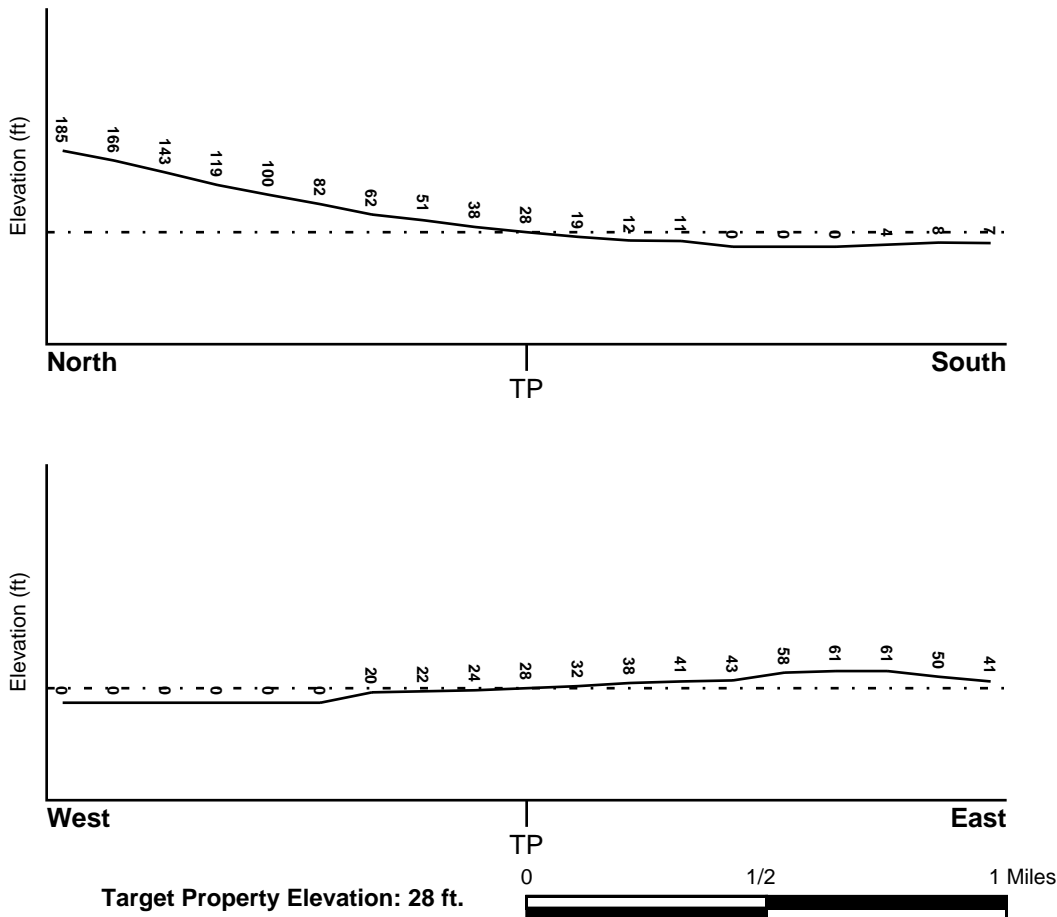 Elevation (ft)
185 166 143 119 100 82 62 51 38 28 19 12 11 0 0 0 4 8 7
North South
TP
Elevation (ft)
0 0 0 0 0 0 20 22 24 28 32 38 41 43 58 61 61 50 41
West East
TP
Target Property Elevation: 28 ft.
0 1/2 1 Miles